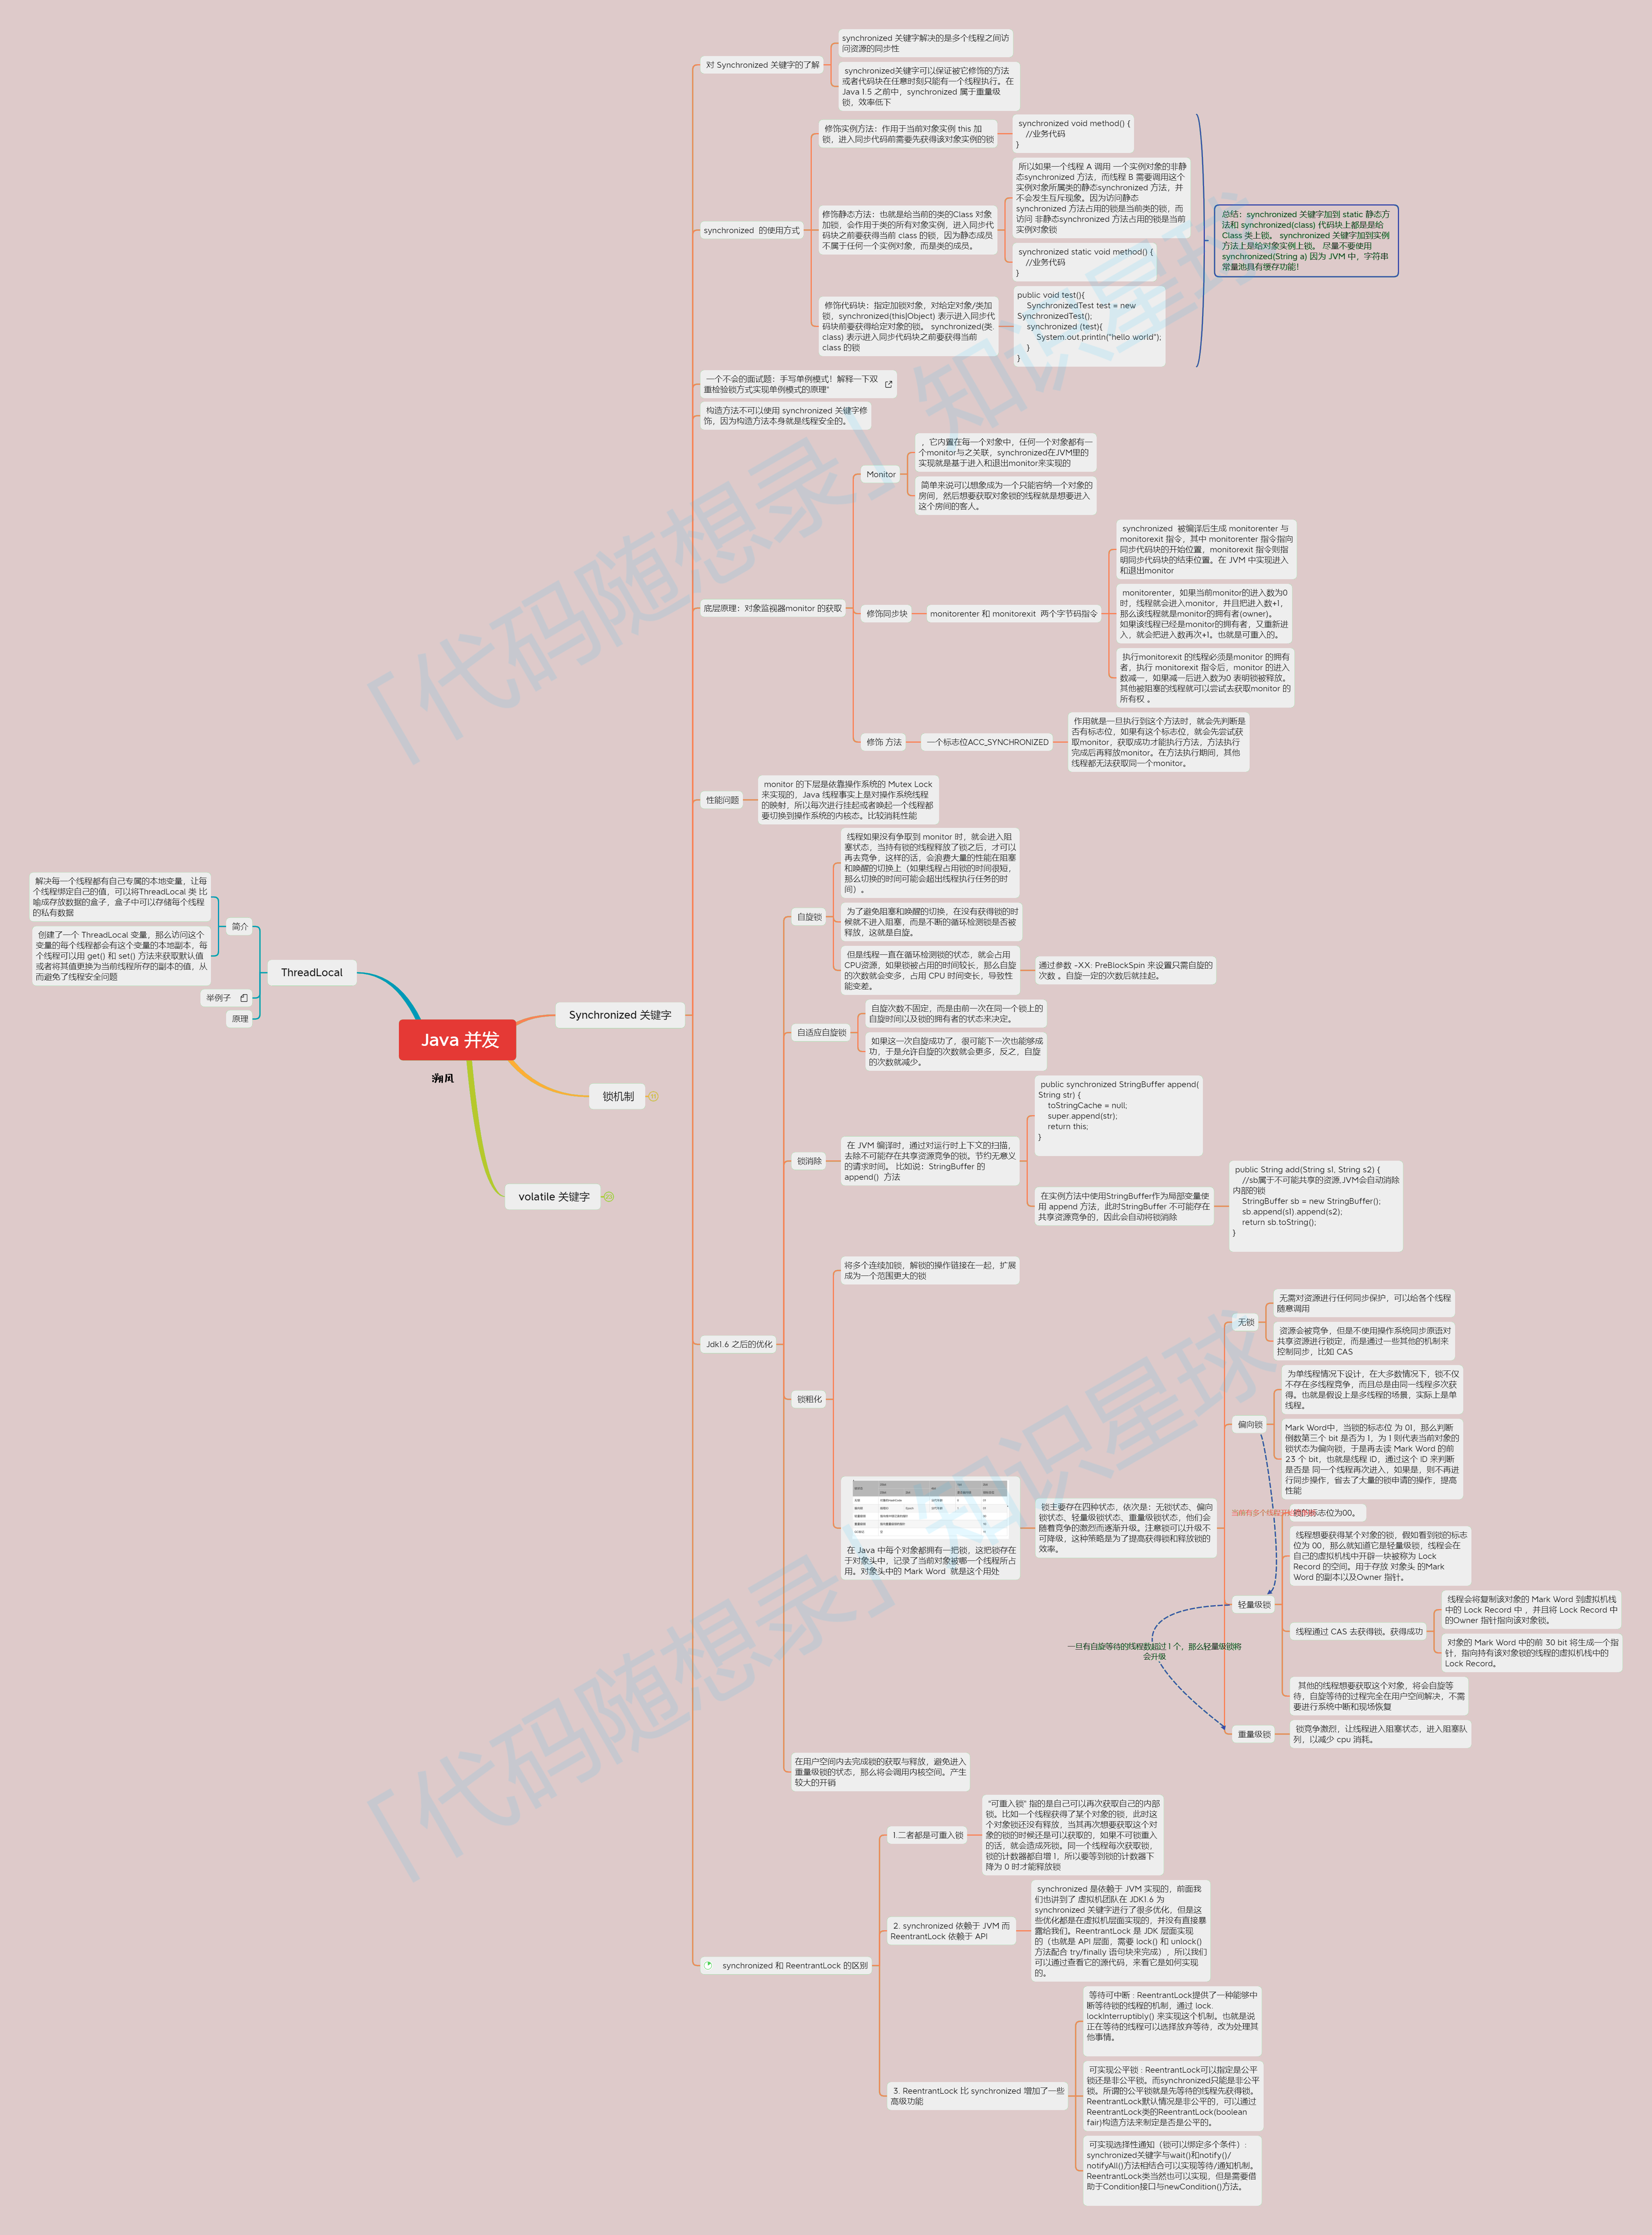 Java 并发
溯风
ThreadLocal
简介
解决每一个线程都有自己专属的本地变量，让每
个线程绑定自己的值，可以将ThreadLocal 类 比
喻成存放数据的盒子，盒子中可以存储每个线程
的私有数据
创建了一个 ThreadLocal 变量，那么访问这个
变量的每个线程都会有这个变量的本地副本，每
个线程可以用 get() 和 set() 方法来获取默认值
或者将其值更换为当前线程所存的副本的值，从
而避免了线程安全问题
举例子
原理
Synchronized 关键字
锁机制
volatile 关键字
对 Synchronized 关键字的了解
synchronized 关键字解决的是多个线程之间访
问资源的同步性
synchronized关键字可以保证被它修饰的方法
或者代码块在任意时刻只能有一个线程执行。在
Java 1.5 之前中，synchronized 属于重量级
锁，效率低下
synchronized 的使用方式
修饰实例方法：作用于当前对象实例 this 加
锁，进入同步代码前需要先获得该对象实例的锁
synchronized void method() {
//业务代码
}
修饰静态方法：也就是给当前的类的Class 对象
加锁，会作用于类的所有对象实例，进入同步代
码块之前要获得当前 class 的锁，因为静态成员
不属于任何一个实例对象，而是类的成员。
所以如果一个线程 A 调用 一个实例对象的非静
态synchronized 方法，而线程 B 需要调用这个
实例对象所属类的静态synchronized 方法，并
不会发生互斥现象。因为访问静态
synchronized 方法占用的锁是当前类的锁，而
访问 非静态synchronized 方法占用的锁是当前
实例对象锁
synchronized static void method() {
//业务代码
}
修饰代码块：指定加锁对象，对给定对象/类加
锁，synchronized(this|Object) 表示进入同步代
码块前要获得给定对象的锁。 synchronized(类.
class) 表示进入同步代码块之前要获得当前
class 的锁
public void test(){
SynchronizedTest test = new
SynchronizedTest();
synchronized (test){
System.out.println("hello world");
}
}
总结：synchronized 关键字加到 static 静态方
法和 synchronized(class) 代码块上都是是给
Class 类上锁。 synchronized 关键字加到实例
方法上是给对象实例上锁。 尽量不要使用
synchronized(String a) 因为 JVM 中，字符串
常量池具有缓存功能！
一个不会的面试题：手写单例模式！解释一下双
重检验锁方式实现单例模式的原理"
构造方法不可以使用 synchronized 关键字修
饰，因为构造方法本身就是线程安全的。
底层原理：对象监视器monitor 的获取
Monitor
，它内置在每一个对象中，任何一个对象都有一
个monitor与之关联，synchronized在JVM里的
实现就是基于进入和退出monitor来实现的
简单来说可以想象成为一个只能容纳一个对象的
房间，然后想要获取对象锁的线程就是想要进入
这个房间的客人。
修饰同步块
monitorenter 和 monitorexit 两个字节码指令
synchronized 被编译后生成 monitorenter 与
monitorexit 指令，其中 monitorenter 指令指向
同步代码块的开始位置，monitorexit 指令则指
明同步代码块的结束位置。在 JVM 中实现进入
和退出monitor
monitorenter，如果当前monitor的进入数为0
时，线程就会进入monitor，并且把进入数+1，
那么该线程就是monitor的拥有者(owner)。
如果该线程已经是monitor的拥有者，又重新进
入，就会把进入数再次+1。也就是可重入的。
执行monitorexit 的线程必须是monitor 的拥有
者，执行 monitorexit 指令后，monitor 的进入
数减一，如果减一后进入数为0 表明锁被释放。
其他被阻塞的线程就可以尝试去获取monitor 的
所有权 。
修饰 方法
一个标志位ACC_SYNCHRONIZED
作用就是一旦执行到这个方法时，就会先判断是
否有标志位，如果有这个标志位，就会先尝试获
取monitor，获取成功才能执行方法，方法执行
完成后再释放monitor。在方法执行期间，其他
线程都无法获取同一个monitor。
性能问题
monitor 的下层是依靠操作系统的 Mutex Lock
来实现的，Java 线程事实上是对操作系统线程
的映射，所以每次进行挂起或者唤起一个线程都
要切换到操作系统的内核态。比较消耗性能
Jdk1.6 之后的优化
自旋锁
线程如果没有争取到 monitor 时，就会进入阻
塞状态，当持有锁的线程释放了锁之后，才可以
再去竞争，这样的话，会浪费大量的性能在阻塞
和唤醒的切换上（如果线程占用锁的时间很短，
那么切换的时间可能会超出线程执行任务的时
间）。
为了避免阻塞和唤醒的切换，在没有获得锁的时
候就不进入阻塞，而是不断的循环检测锁是否被
释放，这就是自旋。
但是线程一直在循环检测锁的状态，就会占用
CPU资源，如果锁被占用的时间较长，那么自旋
的次数就会变多，占用 CPU 时间变长，导致性
能变差。
通过参数 -XX: PreBlockSpin 来设置只需自旋的
次数 。自旋一定的次数后就挂起。
自适应自旋锁
自旋次数不固定，而是由前一次在同一个锁上的
自旋时间以及锁的拥有者的状态来决定。
如果这一次自旋成功了，很可能下一次也能够成
功，于是允许自旋的次数就会更多，反之，自旋
的次数就减少。
锁消除
在 JVM 编译时，通过对运行时上下文的扫描，
去除不可能存在共享资源竞争的锁。节约无意义
的请求时间。 比如说：StringBuffer 的
append() 方法
public synchronized StringBuffer append(
String str) {
toStringCache = null;
super.append(str);
return this;
}
在实例方法中使用StringBuffer作为局部变量使
用 append 方法，此时StringBuffer 不可能存在
共享资源竞争的，因此会自动将锁消除
public String add(String s1, String s2) {
//sb属于不可能共享的资源,JVM会自动消除
内部的锁
StringBuffer sb = new StringBuffer();
sb.append(s1).append(s2);
return sb.toString();
}
锁粗化
将多个连续加锁，解锁的操作链接在一起，扩展
成为一个范围更大的锁
在 Java 中每个对象都拥有一把锁，这把锁存在
于对象头中，记录了当前对象被哪一个线程所占
用。对象头中的 Mark Word 就是这个用处
锁主要存在四种状态，依次是：无锁状态、偏向
锁状态、轻量级锁状态、重量级锁状态，他们会
随着竞争的激烈而逐渐升级。注意锁可以升级不
可降级，这种策略是为了提高获得锁和释放锁的
效率。
无锁
无需对资源进行任何同步保护，可以给各个线程
随意调用
资源会被竞争，但是不使用操作系统同步原语对
共享资源进行锁定，而是通过一些其他的机制来
控制同步，比如 CAS
偏向锁
为单线程情况下设计，在大多数情况下，锁不仅
不存在多线程竞争，而且总是由同一线程多次获
得。也就是假设上是多线程的场景，实际上是单
线程。
Mark Word中，当锁的标志位 为 01，那么判断
倒数第三个 bit 是否为 1，为 1 则代表当前对象的
锁状态为偏向锁，于是再去读 Mark Word 的前
23 个 bit，也就是线程 ID，通过这个 ID 来判断
是否是 同一个线程再次进入，如果是，则不再进
行同步操作，省去了大量的锁申请的操作，提高
性能
当萌有多个线程开
锁的标志位为00。
轻量级锁
线程想要获得某个对象的锁，假如看到锁的标志
位为 00，那么就知道它是轻量级锁，线程会在
自己的虚拟机栈中开辟一块被称为 Lock
Record 的空间。用于存放 对象头 的Mark
Word 的副本以及Owner 指针。
线程通过 CAS 去获得锁。获得成功
线程会将复制该对象的 Mark Word 到虚拟机栈
中的 Lock Record 中 ，并且将 Lock Record 中
的Owner 指针指向该对象锁。
对象的 Mark Word 中的前 30 bit 将生成一个指
针，指向持有该对象锁的线程的虚拟机栈中的
Lock Record。
其他的线程想要获取这个对象，将会自旋等
待，自旋等待的过程完全在用户空间解决，不需
要进行系统中断和现场恢复
一旦有自旋等待的线程数超过 1 个，那么轻量级锁将
会升级
重量级锁
锁竞争激烈，让线程进入阻塞状态，进入阻塞队
列，以减少 cpu 消耗。
在用户空间内去完成锁的获取与释放，避免进入
重量级锁的状态，那么将会调用内核空间。产生
较大的开销
synchronized 和 ReentrantLock 的区别
1.二者都是可重入锁
“可重入锁” 指的是自己可以再次获取自己的内部
锁。比如一个线程获得了某个对象的锁，此时这
个对象锁还没有释放，当其再次想要获取这个对
象的锁的时候还是可以获取的，如果不可锁重入
的话，就会造成死锁。同一个线程每次获取锁，
锁的计数器都自增 1，所以要等到锁的计数器下
降为 0 时才能释放锁
2. synchronized 依赖于 JVM 而
ReentrantLock 依赖于 API
synchronized 是依赖于 JVM 实现的，前面我
们也讲到了 虚拟机团队在 JDK1.6 为
synchronized 关键字进行了很多优化，但是这
些优化都是在虚拟机层面实现的，并没有直接暴
露给我们。ReentrantLock 是 JDK 层面实现
的（也就是 API 层面，需要 lock() 和 unlock()
方法配合 try/finally 语句块来完成），所以我们
可以通过查看它的源代码，来看它是如何实现
的。
3. ReentrantLock 比 synchronized 增加了一些
高级功能
等待可中断 : ReentrantLock提供了一种能够中
断等待锁的线程的机制，通过 lock.
lockInterruptibly() 来实现这个机制。也就是说
正在等待的线程可以选择放弃等待，改为处理其
他事情。
可实现公平锁 : ReentrantLock可以指定是公平
锁还是非公平锁。而synchronized只能是非公平
锁。所谓的公平锁就是先等待的线程先获得锁。
ReentrantLock默认情况是非公平的，可以通过
ReentrantLock类的ReentrantLock(boolean
fair)构造方法来制定是否是公平的。
可实现选择性通知（锁可以绑定多个条件）:
synchronized关键字与wait()和notify()/
notifyAll()方法相结合可以实现等待/通知机制。
ReentrantLock类当然也可以实现，但是需要借
助于Condition接口与newCondition()方法。
「代码随想录」知识星球
「代码随想录」知识星球